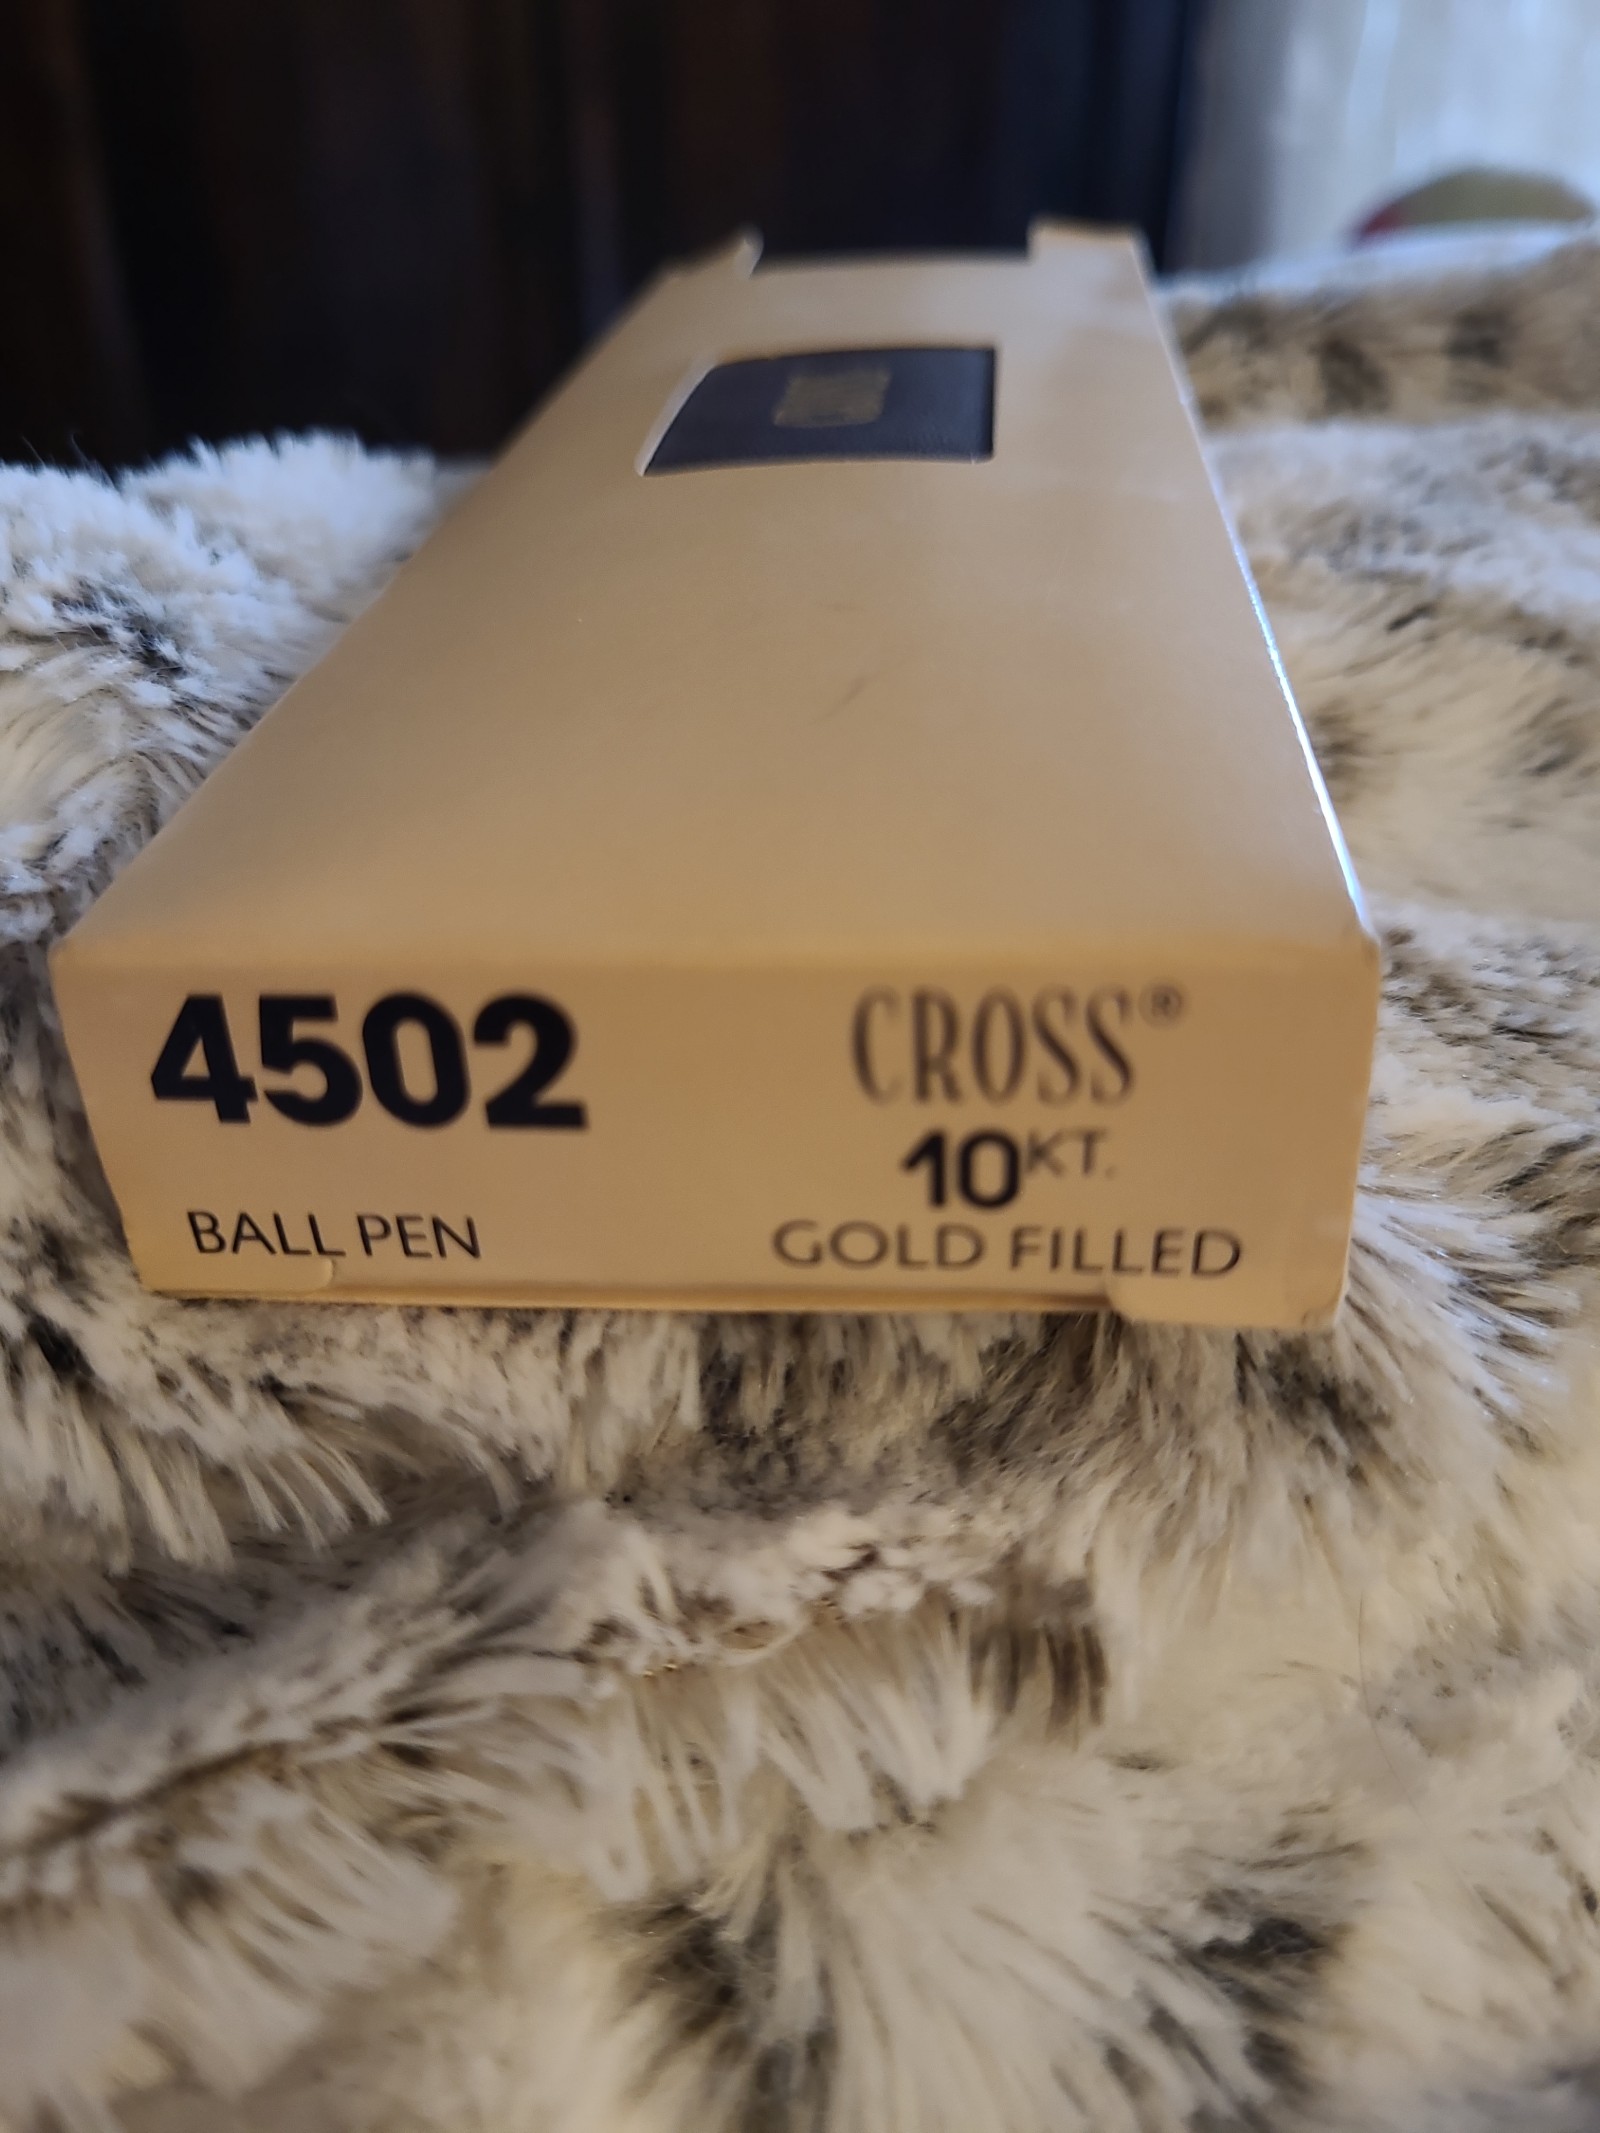 4502
BALL PEN
CROSS®
10KT.
GOLD FILLED